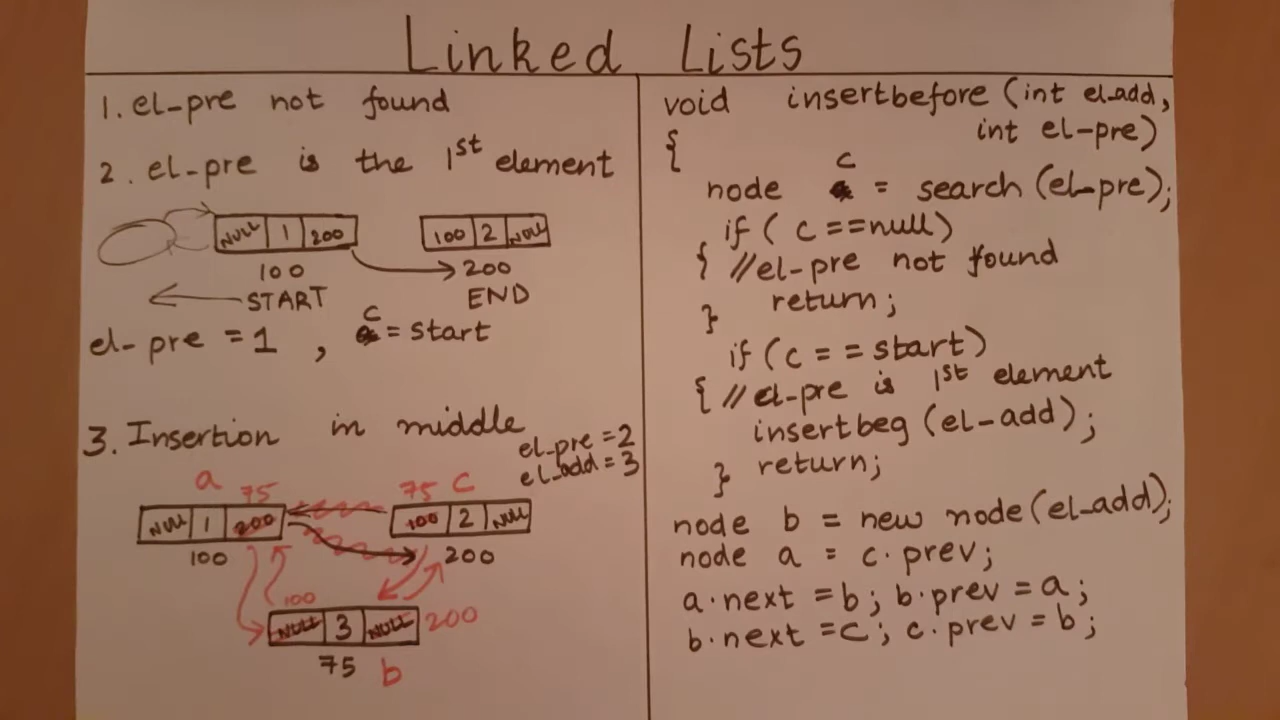 Linked Lists
1. el-pre not found
2. el-pre is the 1st element
NULL 1 200
100 2 NULL
100
200
START
END
el-pre = 1, c = start
3. Insertion in middle
el-pre = 2
el-add = 3
a 75
75 c
NULL 1 200
100 2 NULL
100
200
100
NULL 3 NULL 200
75 b
void insertbefore (int el-add,
int el-pre)
{
c
node = search (el-pre);
if ( c ==null)
{ //el-pre not found
return;
}
if (c == start)
{ // el-pre is 1st element
insertbeg (el-add);
} return;
node b = new node(el-add);
node a = c.prev;
a.next = b; b.prev = a;
b.next = c; c.prev = b;